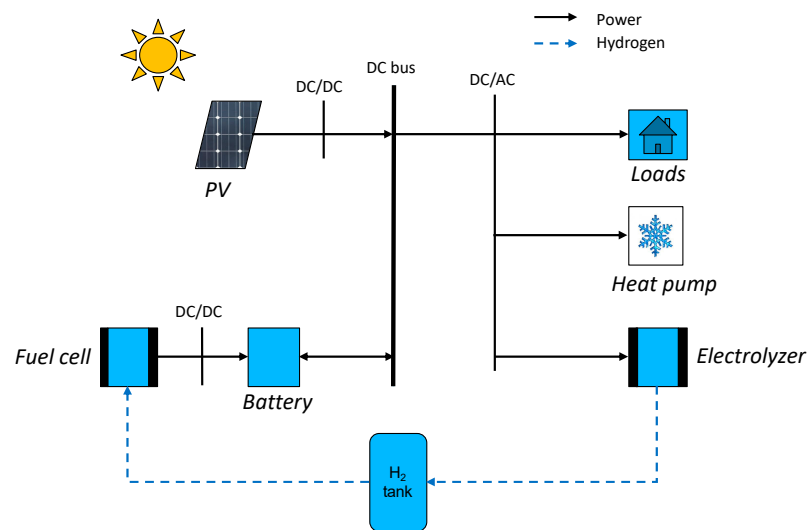 Power
Hydrogen
DC bus
DC/DC
DC/AC
PV
Loads
Heat pump
DC/DC
Fuel cell
Battery
Electrolyzer
H₂
tank